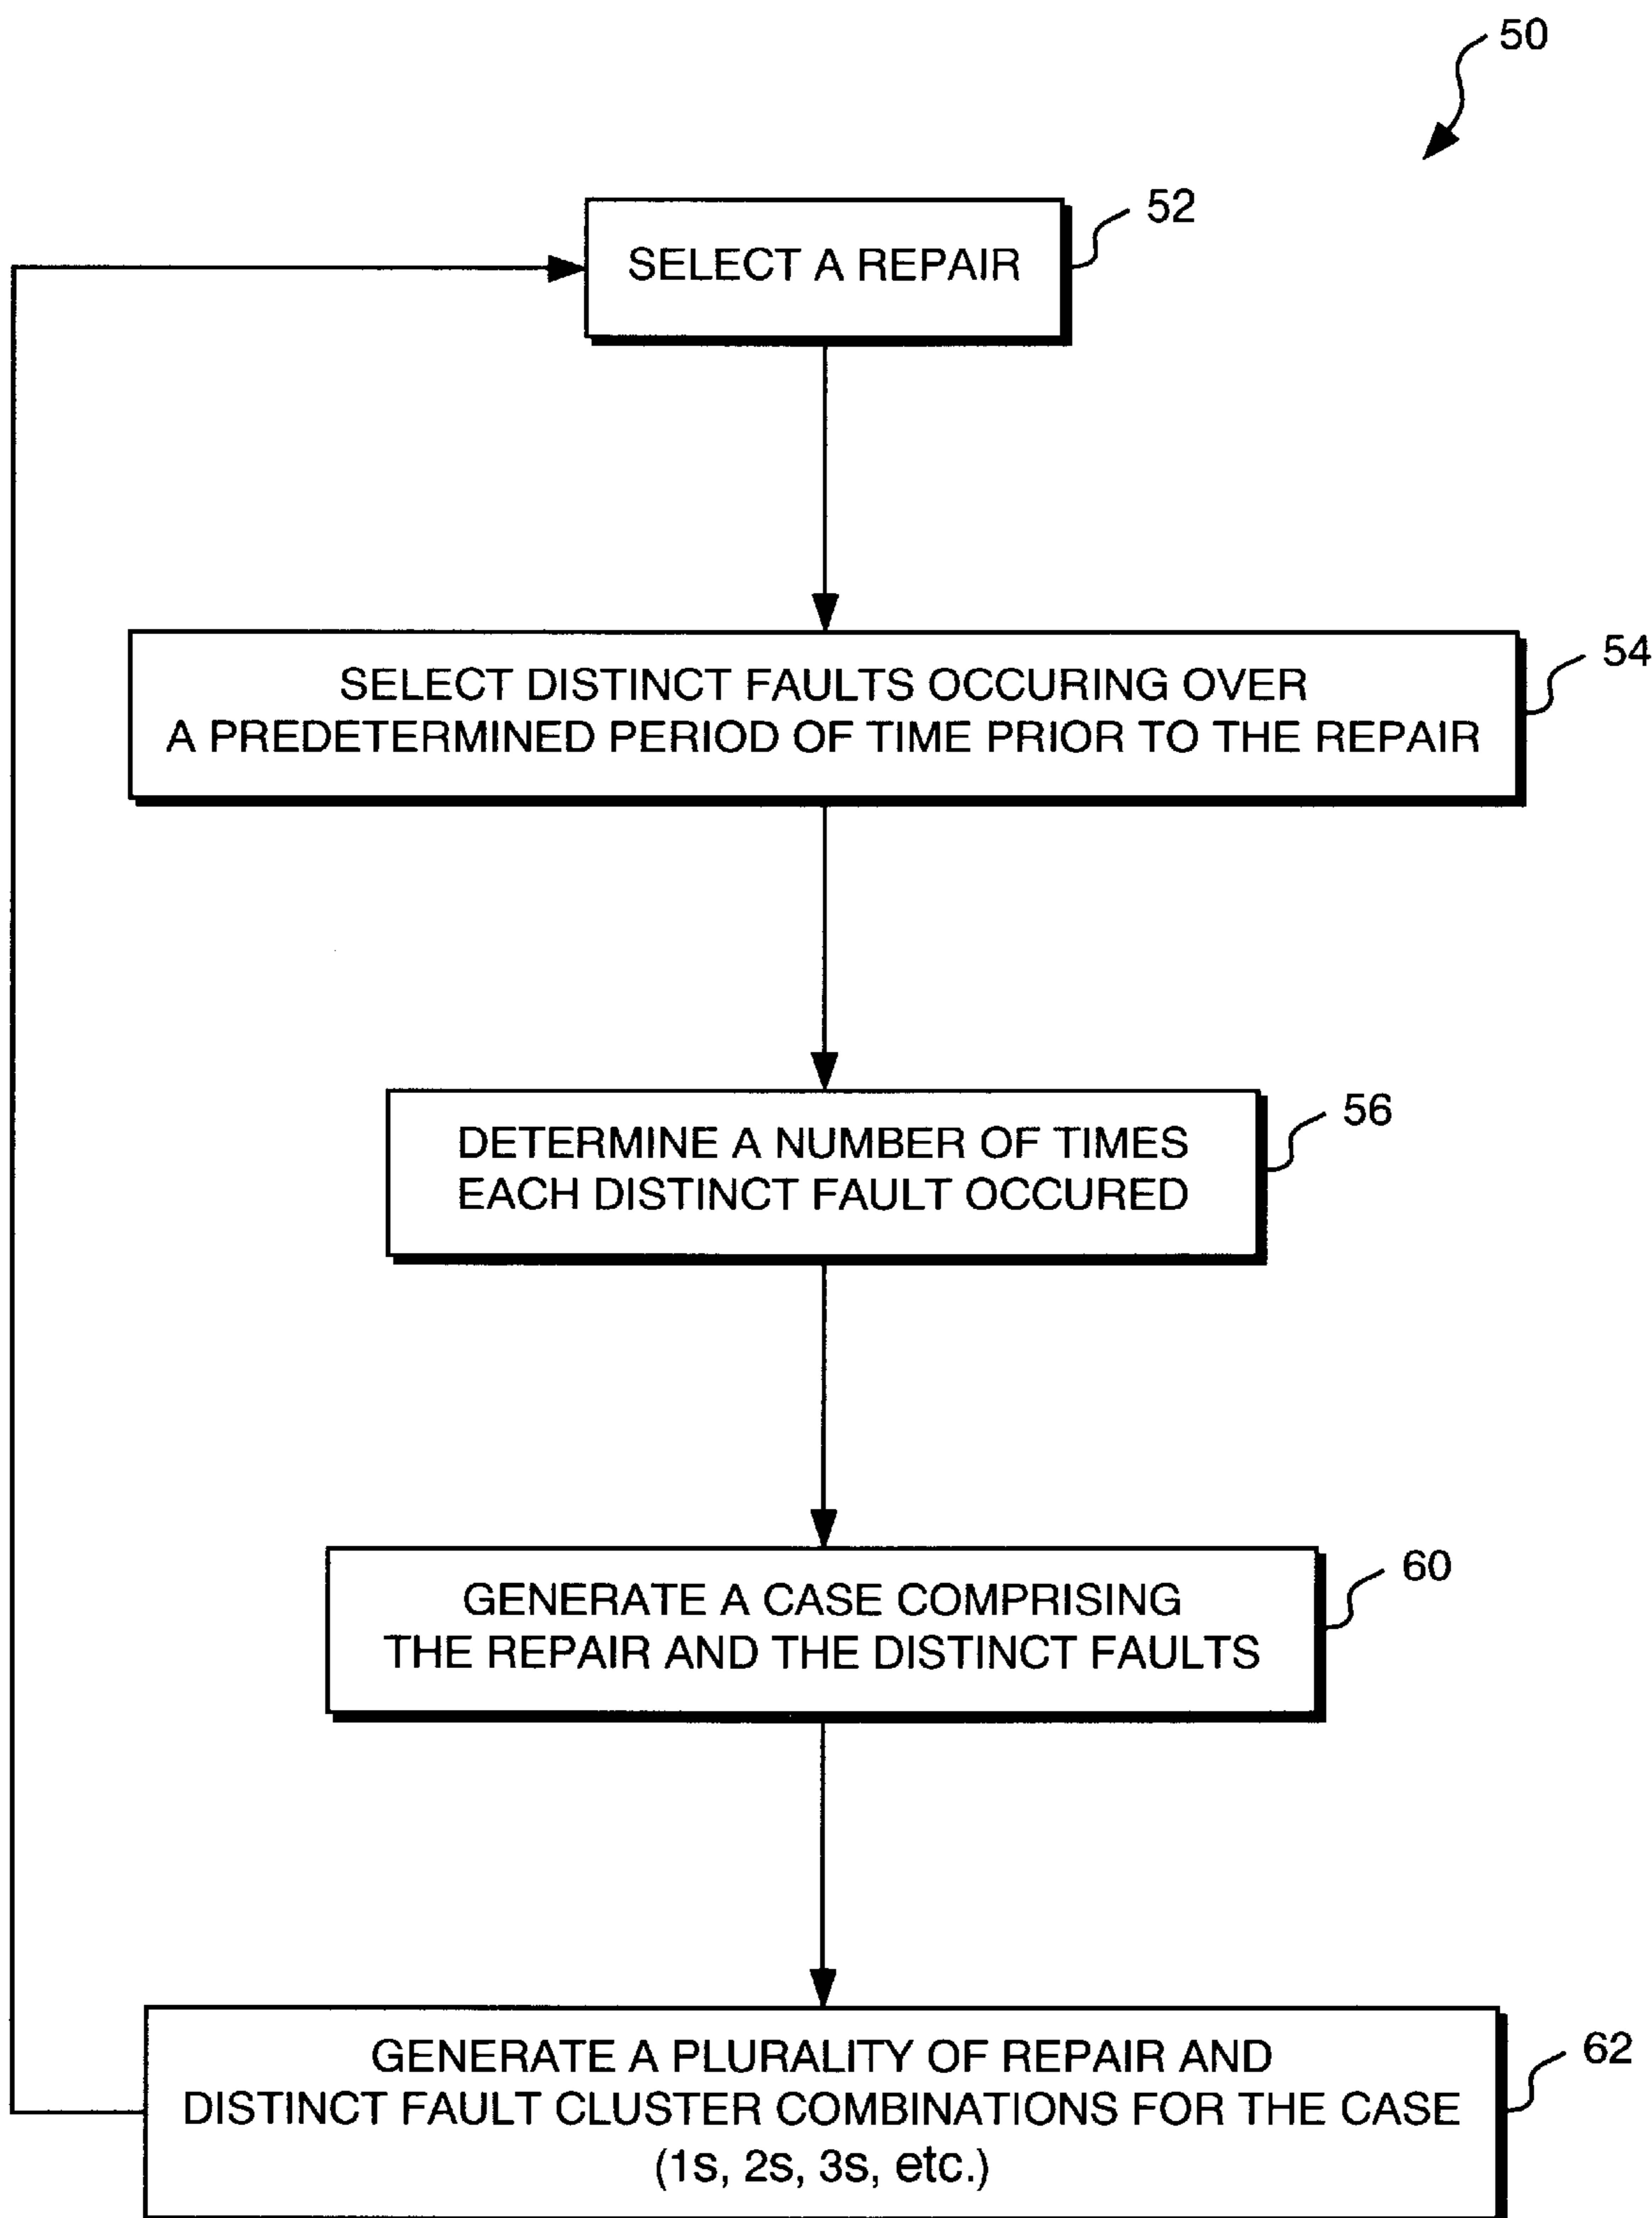 50
SELECT A REPAIR
52
SELECT DISTINCT FAULTS OCCURING OVER
A PREDETERMINED PERIOD OF TIME PRIOR TO THE REPAIR
54
DETERMINE A NUMBER OF TIMES
EACH DISTINCT FAULT OCCURED
56
GENERATE A CASE COMPRISING
THE REPAIR AND THE DISTINCT FAULTS
60
GENERATE A PLURALITY OF REPAIR AND
DISTINCT FAULT CLUSTER COMBINATIONS FOR THE CASE
(1s, 2s, 3s, etc.)
62